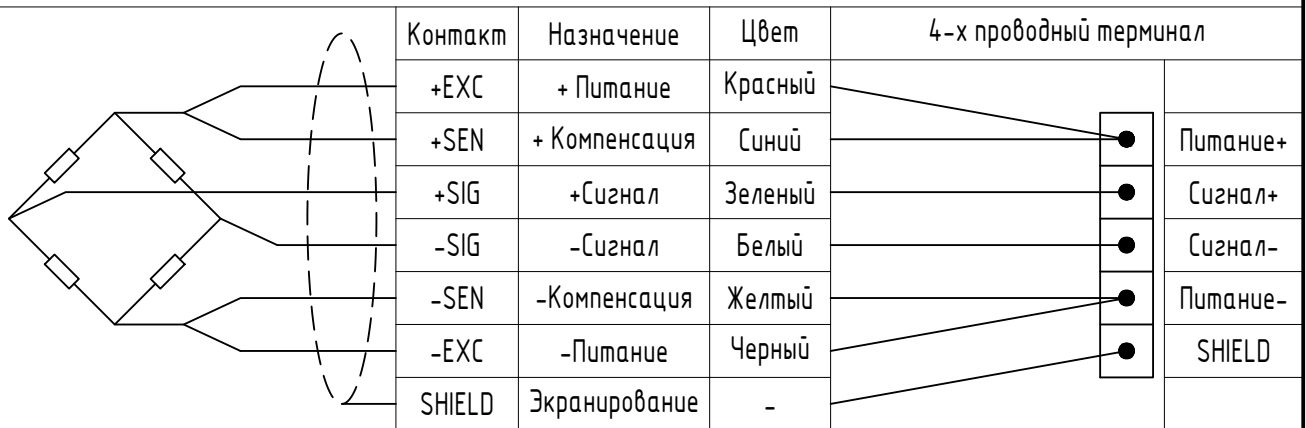 Контакт Назначение Цвет 4-х проводный терминал
+EXC + Питание Красный
+SEN + Компенсация Синий Питание+
+SIG +Сигнал Зеленый Сигнал+
-SIG -Сигнал Белый Сигнал-
-SEN -Компенсация Желтый Питание-
-EXC -Питание Черный SHIELD
SHIELD Экранирование -